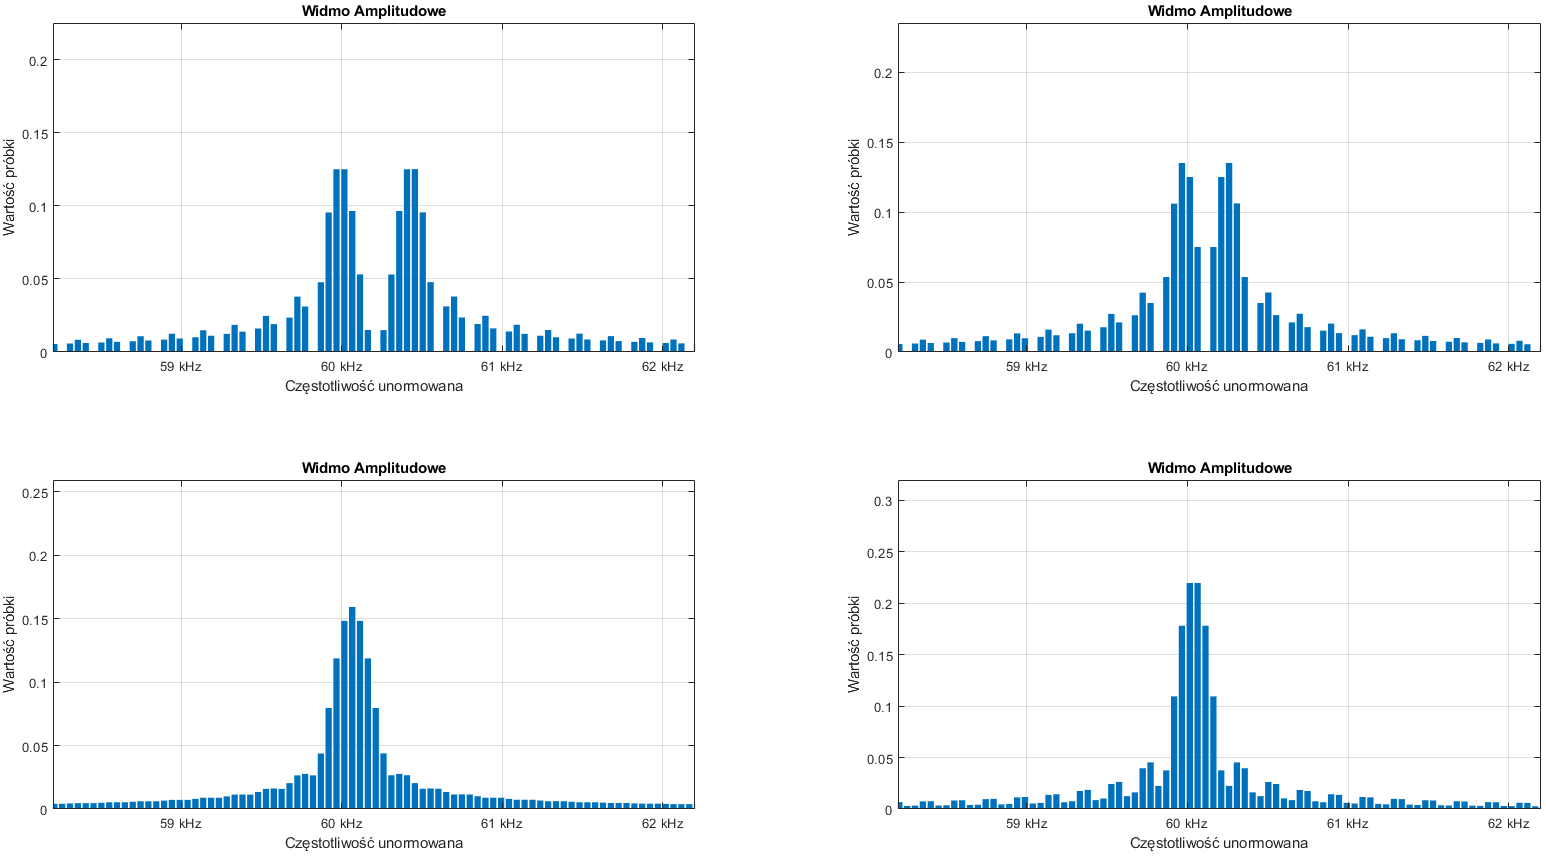 Widmo Amplitudowe
0.2
0.15
0.1
0.05
0
Wartość próbki
59 kHz 60 kHz 61 kHz 62 kHz
Częstotliwość unormowana
Widmo Amplitudowe
0.2
0.15
0.1
0.05
0
Wartość próbki
59 kHz 60 kHz 61 kHz 62 kHz
Częstotliwość unormowana
Widmo Amplitudowe
0.25
0.2
0.15
0.1
0.05
0
Wartość próbki
59 kHz 60 kHz 61 kHz 62 kHz
Częstotliwość unormowana
Widmo Amplitudowe
0.3
0.25
0.2
0.15
0.1
0.05
0
Wartość próbki
59 kHz 60 kHz 61 kHz 62 kHz
Częstotliwość unormowana